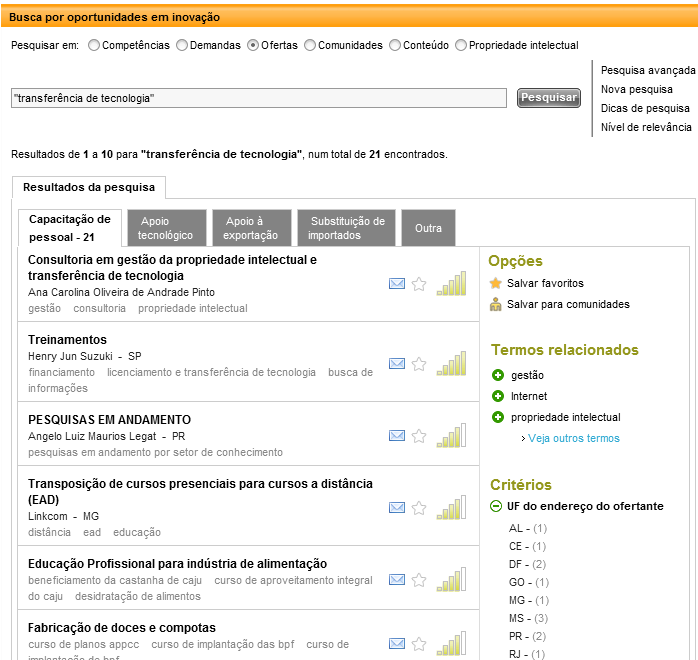 Busca por oportunidades em inovação
Pesquisar em: Competências Demandas Ofertas Comunidades Conteúdo Propriedade intelectual
"transferência de tecnologia"
Pesquisar
Pesquisa avançada
Nova pesquisa
Dicas de pesquisa
Nível de relevância
Resultados de 1 a 10 para "transferência de tecnologia", num total de 21 encontrados.
Resultados da pesquisa
Capacitação de
pessoal - 21
Apoio
tecnológico
Apoio à
exportação
Substituição de
importados
Outra
Consultoria em gestão da propriedade intelectual e
transferência de tecnologia
Ana Carolina Oliveira de Andrade Pinto
gestão consultoria propriedade intelectual
Treinamentos
Henry Jun Suzuki - SP
financiamento licenciamento e transferência de tecnologia busca de
informações
PESQUISAS EM ANDAMENTO
Angelo Luiz Maurios Legat - PR
pesquisas em andamento por setor de conhecimento
Transposição de cursos presenciais para cursos a distância
(EAD)
Linkcom - MG
distância ead educação
Educação Profissional para indústria de alimentação
beneficiamento da castanha de caju curso de aproveitamento integral
do caju desidratação de alimentos
Fabricação de doces e compotas
curso de planos appcc curso de implantação das bpf curso de
implantação de bpf
Opções
Salvar favoritos
Salvar para comunidades
Termos relacionados
gestão
Internet
propriedade intelectual
› Veja outros termos
Critérios
UF do endereço do ofertante
AL - (1)
CE - (1)
DF - (2)
GO - (1)
MG - (1)
MS - (3)
PR - (2)
RJ - (1)